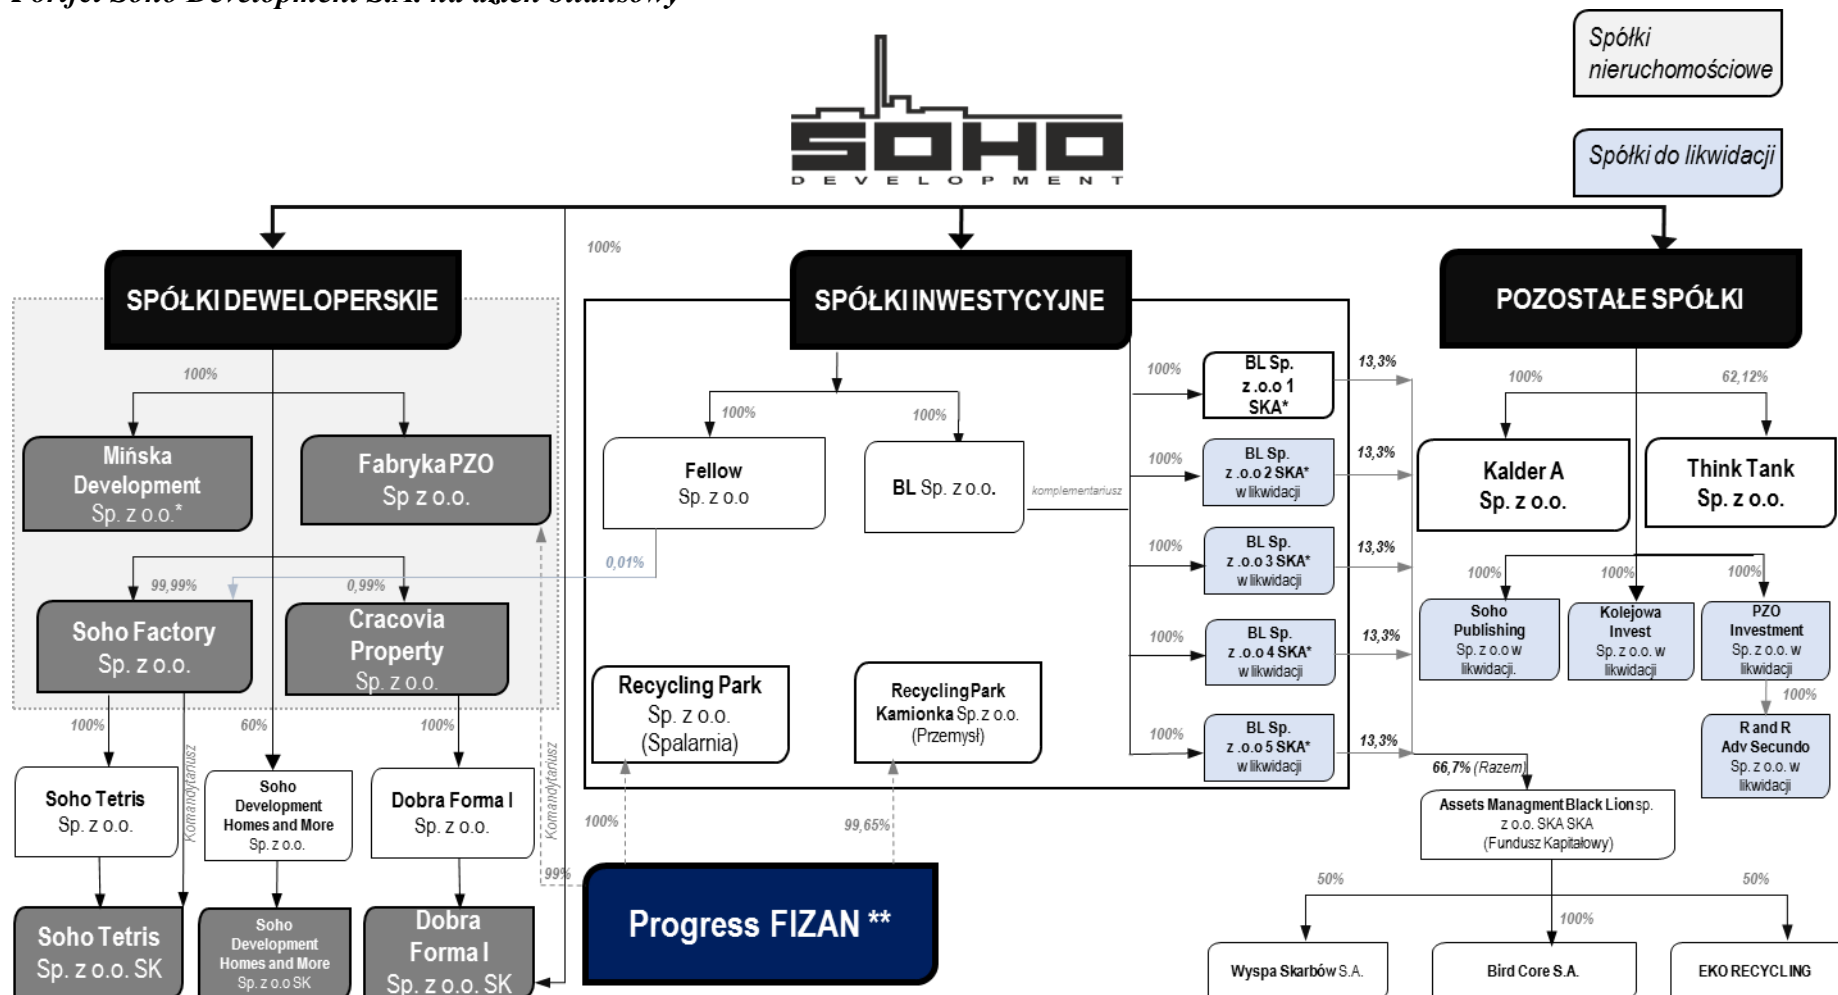 Portfel Soho Development S.A. na dzień bilansowy
Spółki
nieruchomościowe
Spółki do likwidacji
SOHO
DEVELOPMENT
100%
SPÓŁKI DEWELOPERSKIE
SPÓŁKI INWESTYCYJNE
POZOSTAŁE SPÓŁKI
100%
Mińska
Development
Sp. z o.o.*
Fabryka PZO
Sp z o.o.
99,99%
0,99%
Soho Factory
Sp. z o.o.
Cracovia
Property
Sp. z o.o.
100%
60%
100%
Komandytariusz
Komandytariusz
Soho Tetris
Sp. z o.o.
Soho
Development
Homes and More
Sp. z o.o.
Dobra Forma I
Sp. z o.o.
99%
Soho Tetris
Sp. z o.o. SK
Soho
Development
Homes and More
Sp. z o.o SK
Dobra
Forma I
Sp. z o.o. SK
100%
100%
Fellow
Sp. z o.o
BL Sp. z o.o.
komplementariusz
0,01%
Recycling Park
Sp. z o.o.
(Spalarnia)
Recycling Park
Kamionka Sp. z o.o.
(Przemysł)
100%
99,65%
Progress FIZAN **
100%
BL Sp.
z .o.o 1
SKA*
13,3%
100%
BL Sp.
z .o.o 2 SKA*
w likwidacji
13,3%
100%
BL Sp.
z .o.o 3 SKA*
w likwidacji
13,3%
100%
BL Sp.
z .o.o 4 SKA*
w likwidacji
13,3%
100%
BL Sp.
z .o.o 5 SKA*
w likwidacji
13,3%
100%
62,12%
Kalder A
Sp. z o.o.
Think Tank
Sp. z o.o.
100%
100%
100%
Soho
Publishing
Sp. z o.o w
likwidacji.
Kolejowa
Invest
Sp. z o.o. w
likwidacji
PZO
Investment
Sp. z o.o. w
likwidacji
100%
R and R
Adv Secundo
Sp. z o.o. w
likwidacji
66,7% (Razem)
Assets Managment Black Lion sp.
z o.o. SKA SKA
(Fundusz Kapitałowy)
50%
100%
50%
Wyspa Skarbów S.A.
Bird Core S.A.
EKO RECYCLING